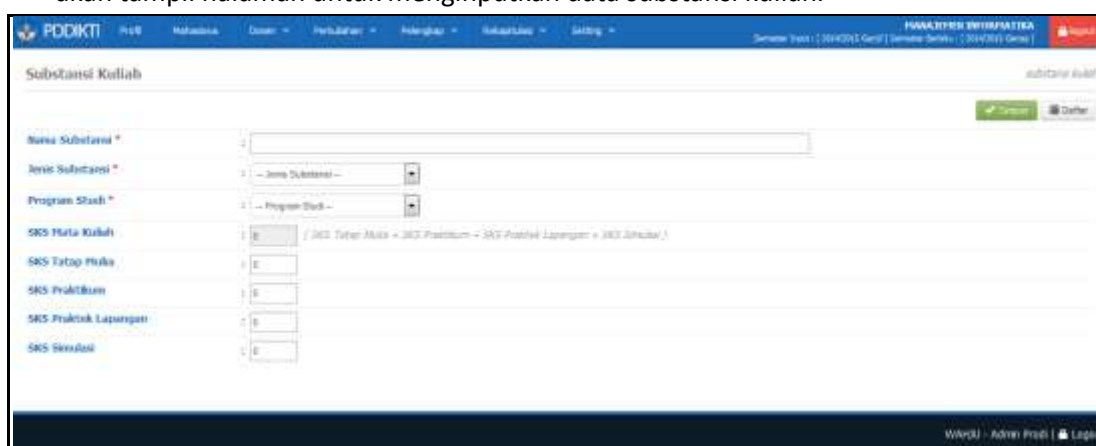 akan tampil halaman untuk menginputkan data substansi kuliah.
PDDIKTI Profil Mahasiswa Dosen Perkuliahan Pelengkap Rekapitulasi Setting
MANAJEMEN INFORMATIKA
Logout
Substansi Kuliah
substansi kuliah
Simpan Daftar
Nama Substansi * :
Jenis Substansi * : -- Jenis Substansi --
Program Studi * : -- Program Studi --
SKS Mata Kuliah : 0 ( SKS Tatap Muka + SKS Praktikum + SKS Praktek Lapangan + SKS Simulasi )
SKS Tatap Muka : 0
SKS Praktikum : 0
SKS Praktek Lapangan : 0
SKS Simulasi : 0
- Admin Prodi |